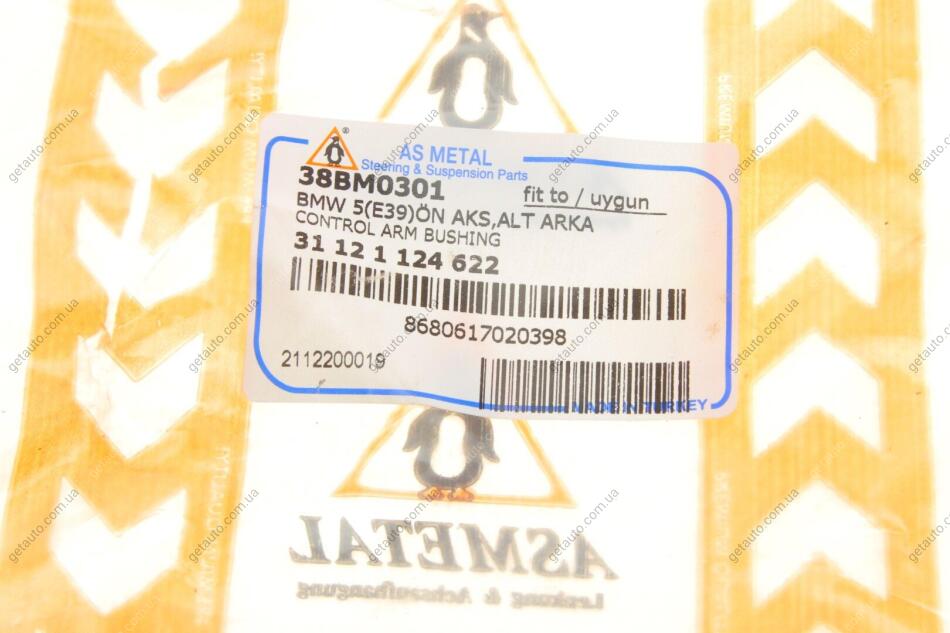 ®
AS METAL
Steering & Suspension Parts
38BM0301
fit to / uygun
BMW 5(E39)ÖN AKS,ALT ARKA
CONTROL ARM BUSHING
31 12 1 124 622
8680617020398
2112200019
MADE IN TURKEY
ASMETAL
Lenkung & Achsaufhangung
getauto.com.ua